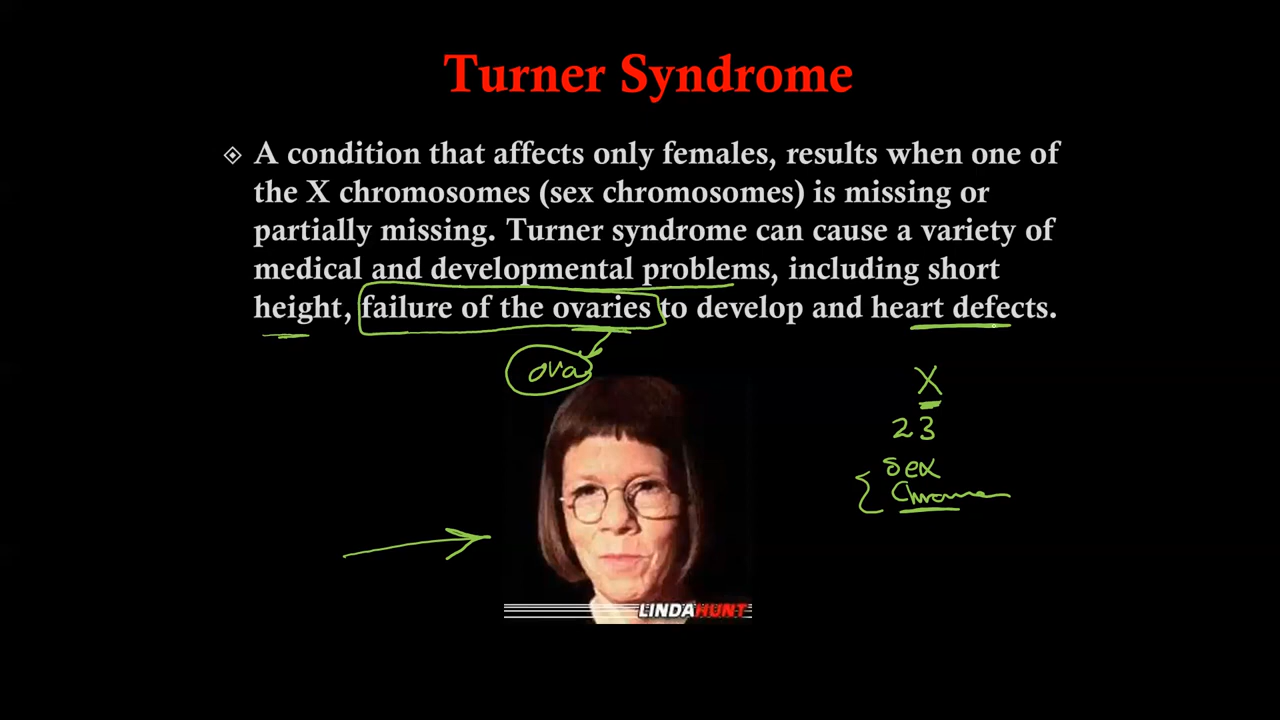 Turner Syndrome
A condition that affects only females, results when one of
the X chromosomes (sex chromosomes) is missing or
partially missing. Turner syndrome can cause a variety of
medical and developmental problems, including short
height, failure of the ovaries to develop and heart defects.
ova
X
23
sex
LINDAHUNT